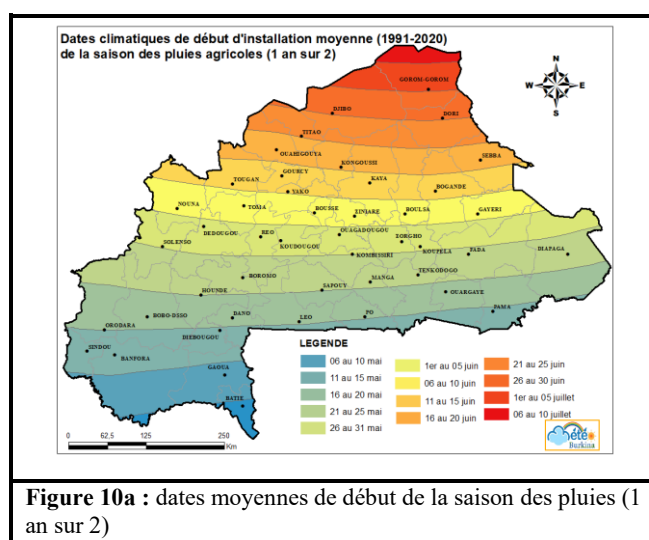 Dates climatiques de début d'installation moyenne (1991-2020)
de la saison des pluies agricoles (1 an sur 2)
N
W
E
S
GOROM-GOROM
DJIBO
DORI
TITAO
OUAHIGOUYA
KONGOUSSI
SEBBA
GOURCY
TOUGAN
KAYA
YAKO
BOGANDE
NOUNA
TOMA
BOUSSE
ZINIARE
BOULSA
GAYERI
DEDOUGOU
REO
OUAGADOUGOU
SOLENSO
KOUDOUGOU
ZORGHO
KOUPELA
FADA
DIAPAGA
KOMBISSIRI
BOROMO
TENKODOGO
MANGA
HOUNDE
SAPOUY
OUARGAYE
BOBO-DSSO
DANO
LEO
PO
PAMA
ORODARA
DIEBOUGOU
SINDOU
BANFORA
GAOUA
BATIE
LEGENDE
06 au 10 mai
11 au 15 mai
16 au 20 mai
21 au 25 mai
26 au 31 mai
1er au 05 juin
06 au 10 juin
11 au 15 juin
16 au 20 juin
21 au 25 juin
26 au 30 juin
1er au 05 juillet
06 au 10 juillet
0 62,5 125 250
Km
Burkina
Figure 10a : dates moyennes de début de la saison des pluies (1
an sur 2)